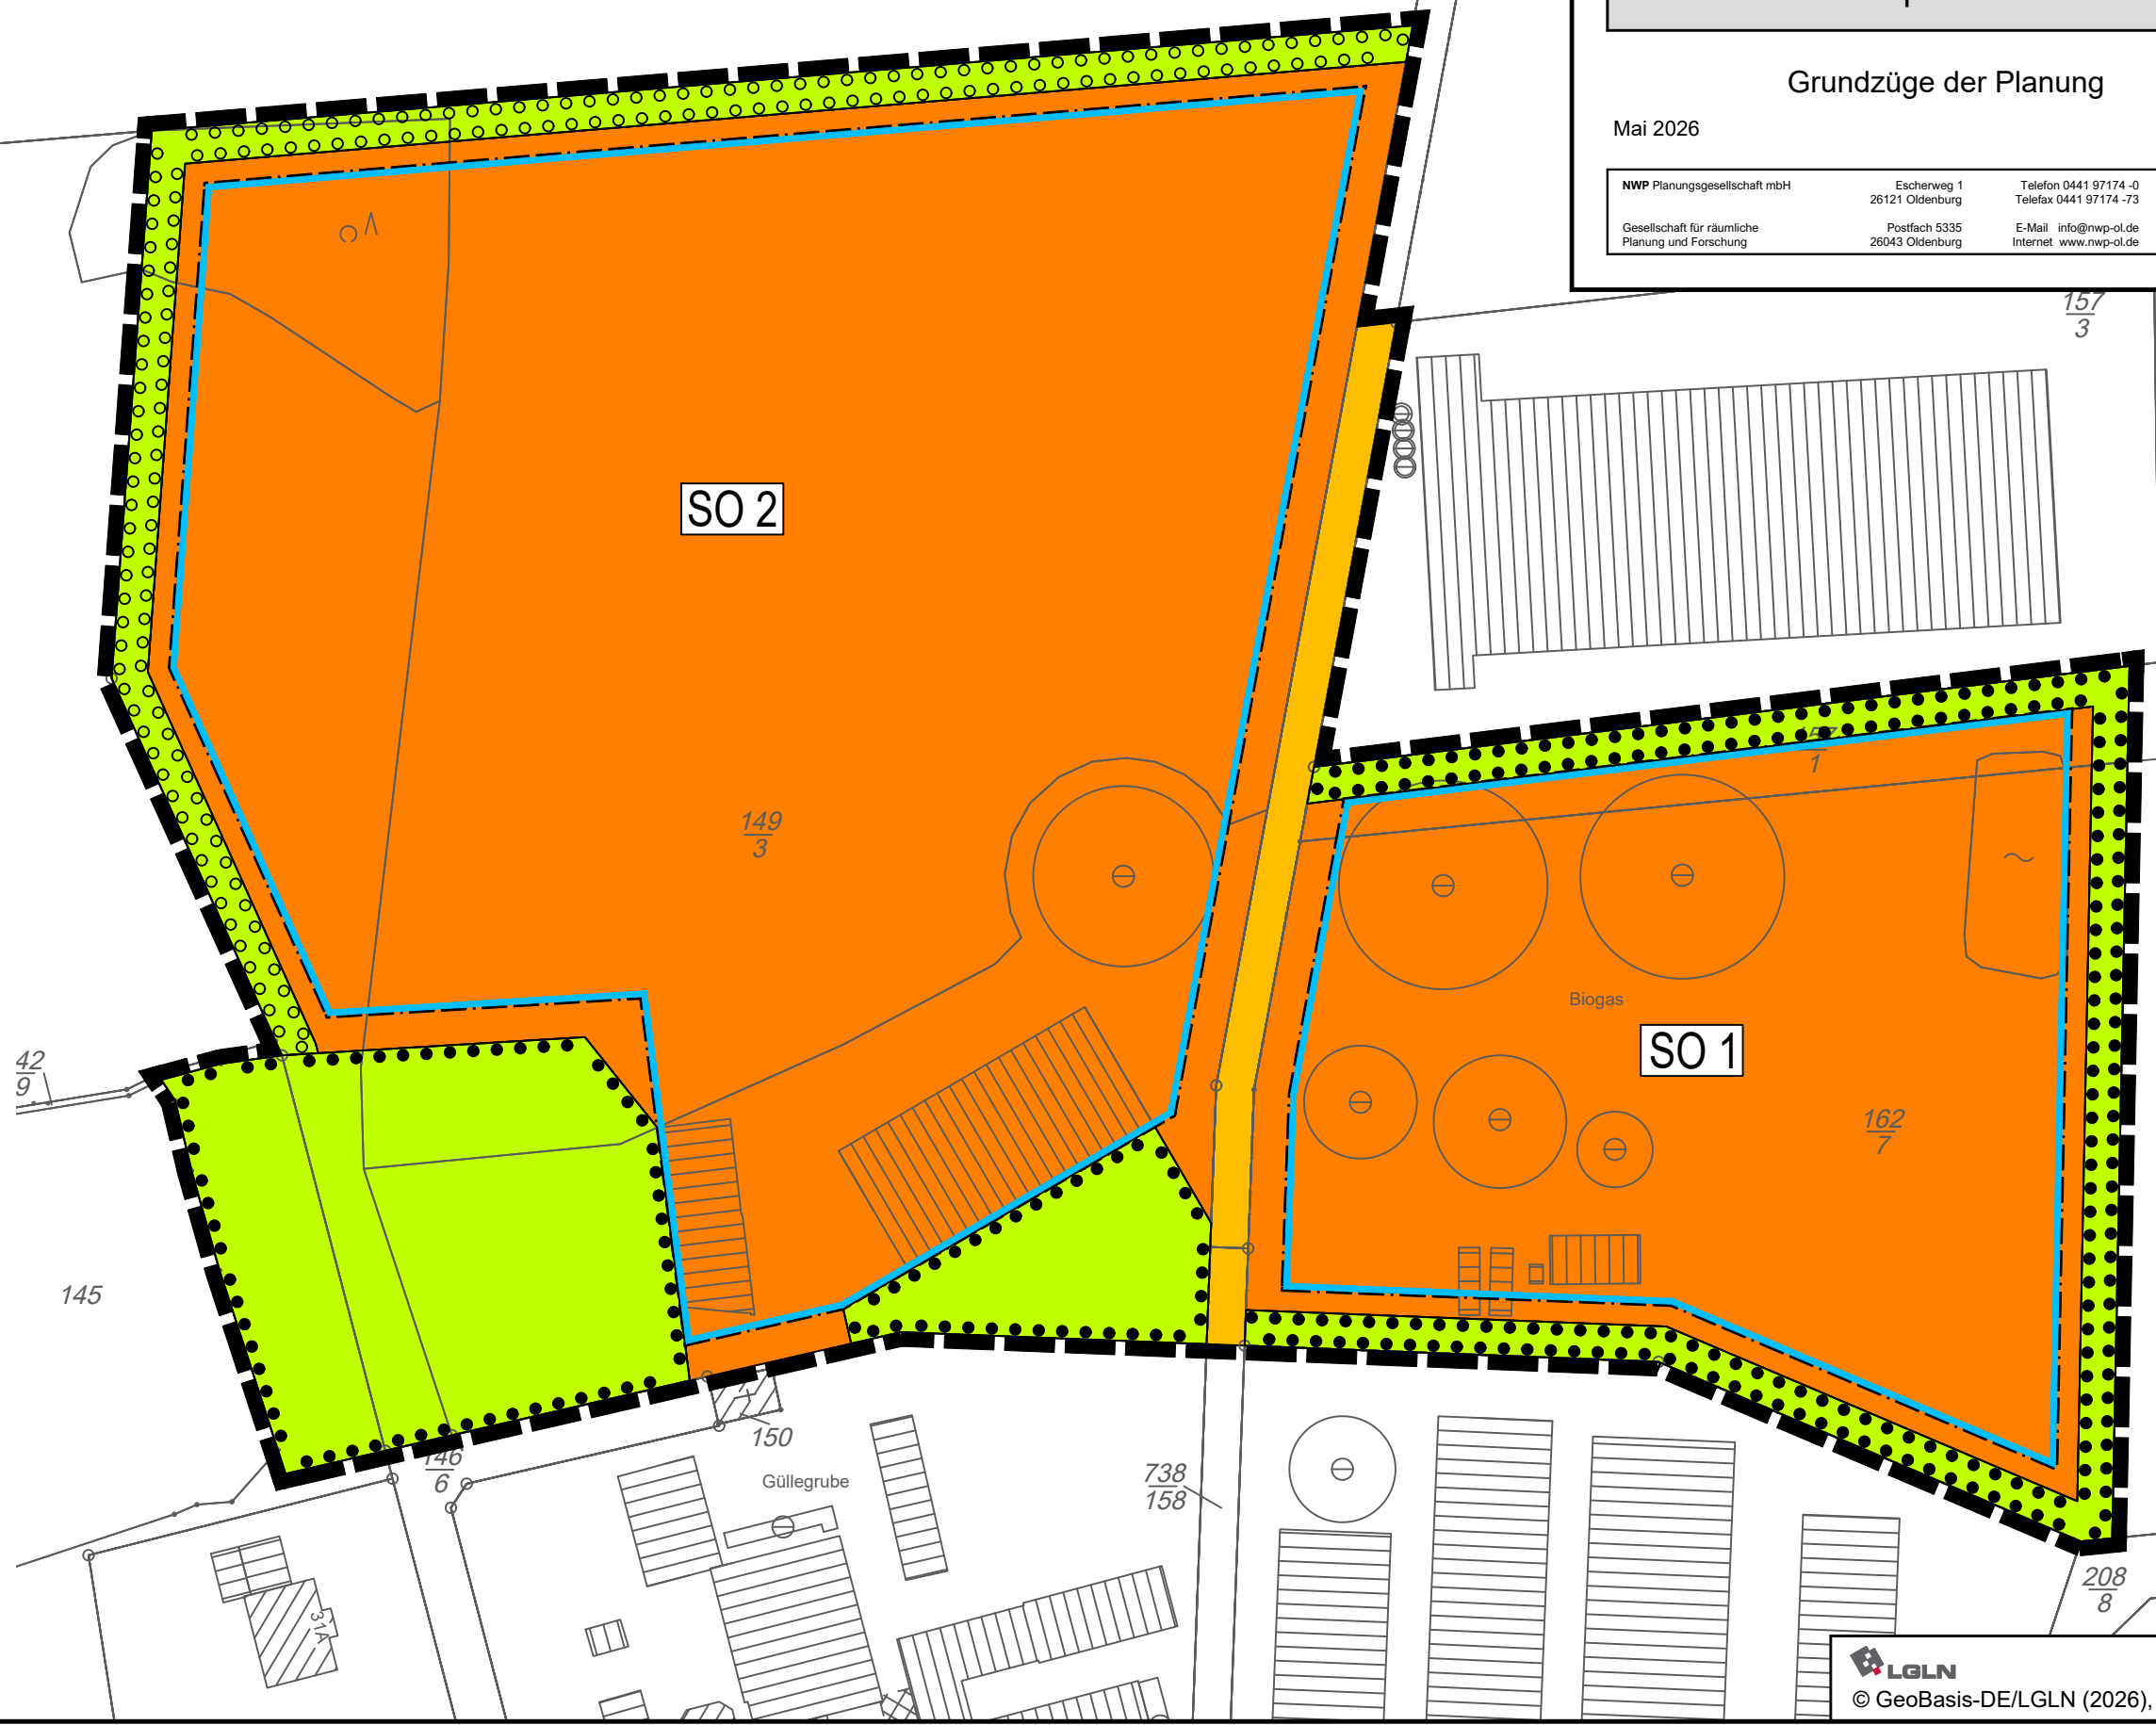 Grundzüge der Planung
Mai 2026
NWP Planungsgesellschaft mbH
Escherweg 1
26121 Oldenburg
Telefon 0441 97174 -0
Telefax 0441 97174 -73
Gesellschaft für räumliche
Planung und Forschung
Postfach 5335
26043 Oldenburg
E-Mail info@nwp-ol.de
Internet www.nwp-ol.de
157
3
SO 2
149
3
157
1
Biogas
SO 1
162
7
42
9
145
146
6
150
Güllegrube
738
158
31A
208
8
LGLN
© GeoBasis-DE/LGLN (2026),